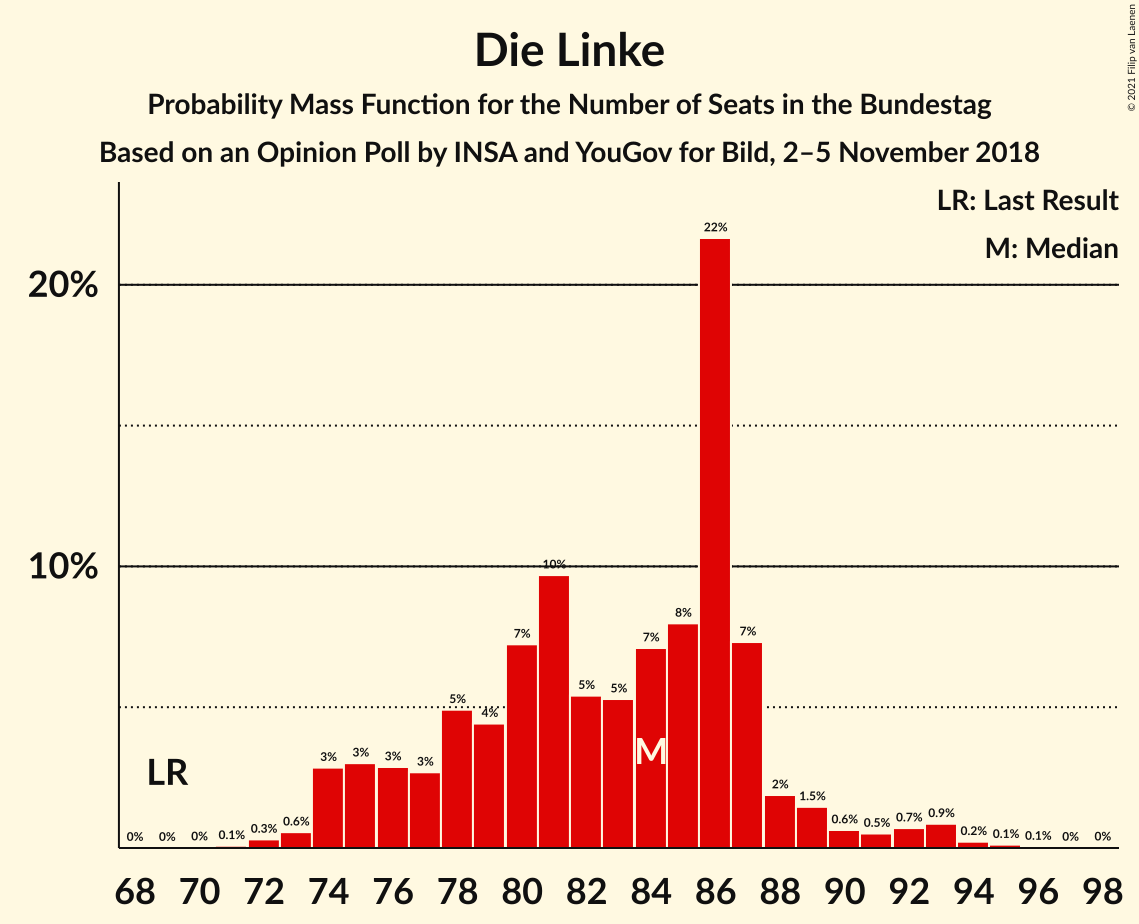 © 2021 Filip van Laenen
Die Linke
Probability Mass Function for the Number of Seats in the Bundestag
Based on an Opinion Poll by INSA and YouGov for Bild, 2–5 November 2018
LR: Last Result
M: Median
20%
10%
LR
M
0% 0% 0% 0.1% 0.3% 0.6% 3% 3% 3% 3% 5% 4% 7% 10% 5% 5% 7% 8% 22% 7% 2% 1.5% 0.6% 0.5% 0.7% 0.9% 0.2% 0.1% 0.1% 0% 0%
68 70 72 74 76 78 80 82 84 86 88 90 92 94 96 98